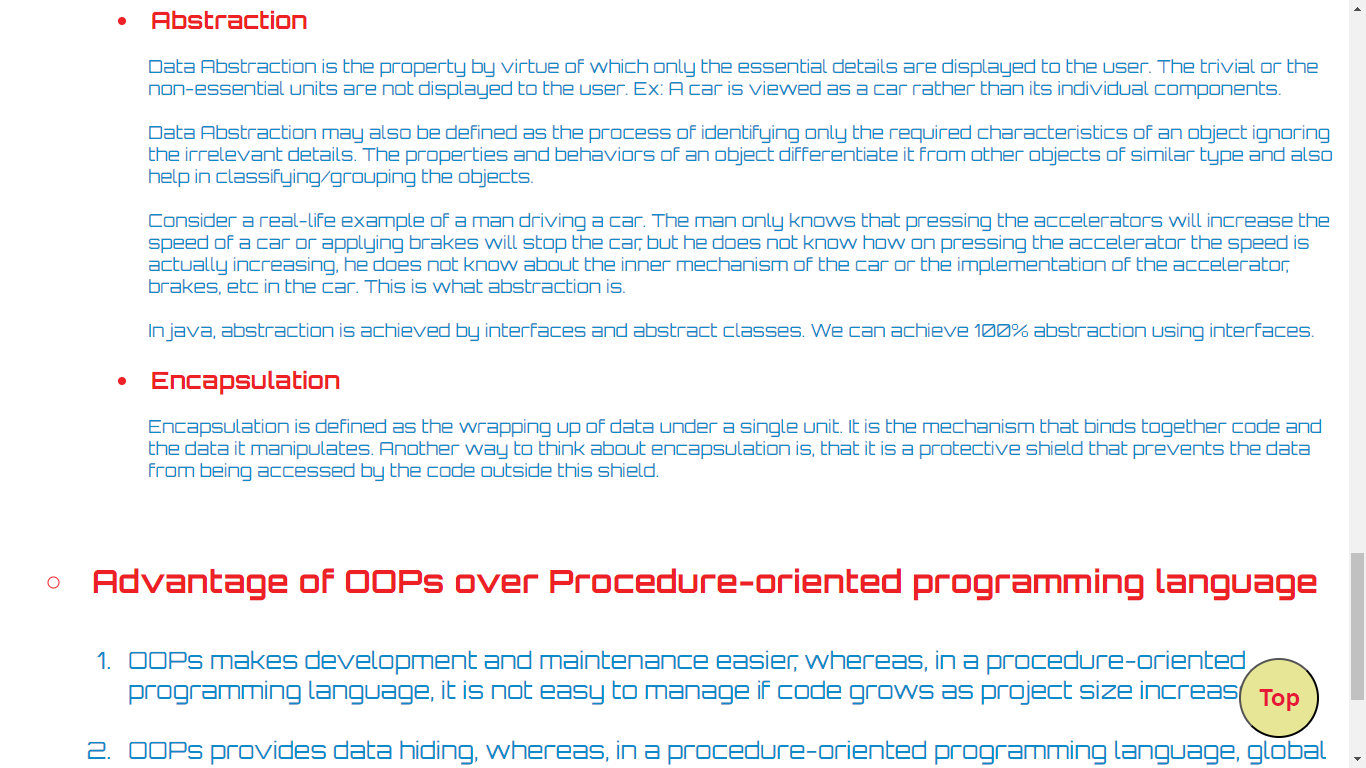 Abstraction
Data Abstraction is the property by virtue of which only the essential details are displayed to the user. The trivial or the
non-essential units are not displayed to the user. Ex: A car is viewed as a car rather than its individual components.
Data Abstraction may also be defined as the process of identifying only the required characteristics of an object ignoring
the irrelevant details. The properties and behaviors of an object differentiate it from other objects of similar type and also
help in classifying/grouping the objects.
Consider a real-life example of a man driving a car. The man only knows that pressing the accelerators will increase the
speed of a car or applying brakes will stop the car, but he does not know how on pressing the accelerator the speed is
actually increasing, he does not know about the inner mechanism of the car or the implementation of the accelerator,
brakes, etc in the car. This is what abstraction is.
In java, abstraction is achieved by interfaces and abstract classes. We can achieve 100% abstraction using interfaces.
Encapsulation
Encapsulation is defined as the wrapping up of data under a single unit. It is the mechanism that binds together code and
the data it manipulates. Another way to think about encapsulation is, that it is a protective shield that prevents the data
from being accessed by the code outside this shield.
Advantage of OOPs over Procedure-oriented programming language
1. OOPs makes development and maintenance easier, whereas, in a procedure-oriented
programming language, it is not easy to manage if code grows as project size increas
Top
2. OOPs provides data hiding, whereas, in a procedure-oriented programming language, global